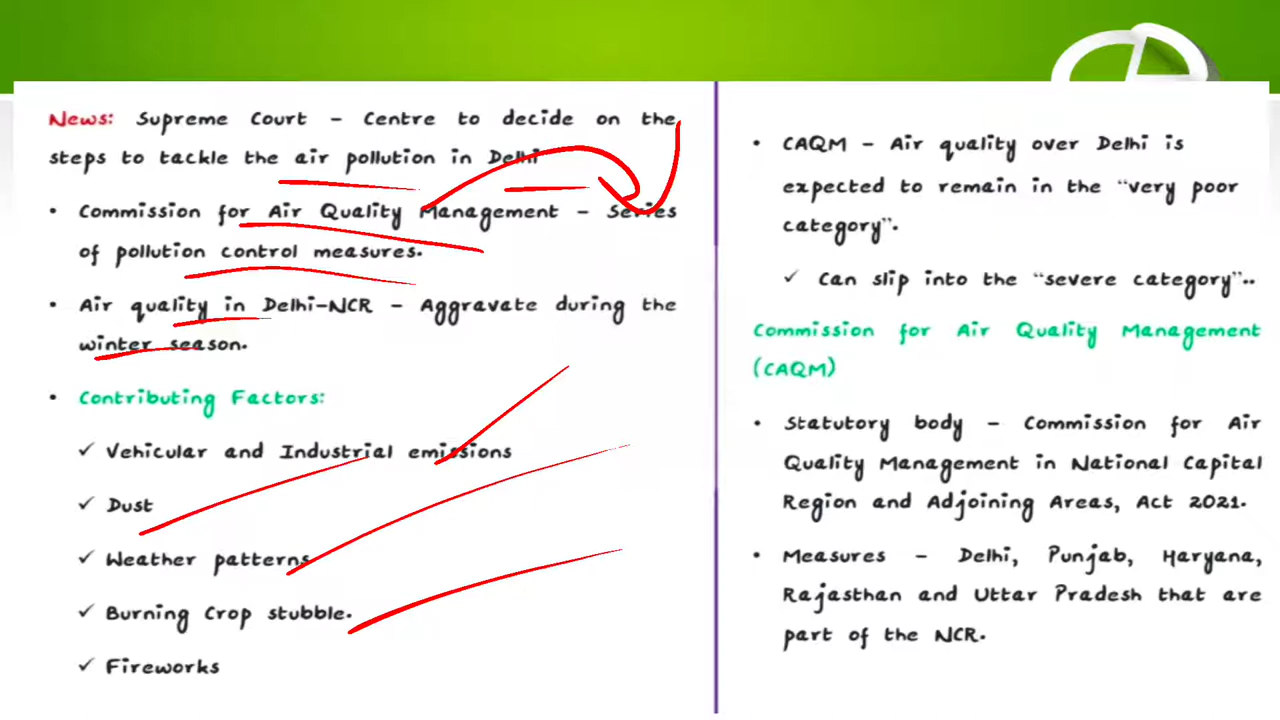 News: Supreme Court - Centre to decide on the
steps to tackle the air pollution in Delhi
• Commission for Air Quality Management - Series
of pollution control measures.
• Air quality in Delhi-NCR - Aggravate during the
winter season.
• Contributing Factors:
✓ Vehicular and Industrial emissions
✓ Dust
✓ Weather patterns
✓ Burning Crop stubble.
✓ Fireworks
• CAQM - Air quality over Delhi is
expected to remain in the "very poor
category".
✓ Can slip into the "severe category"..
Commission for Air Quality Management
(CAQM)
• Statutory body - Commission for Air
Quality Management in National Capital
Region and Adjoining Areas, Act 2021.
• Measures - Delhi, Punjab, Haryana,
Rajasthan and Uttar Pradesh that are
part of the NCR.